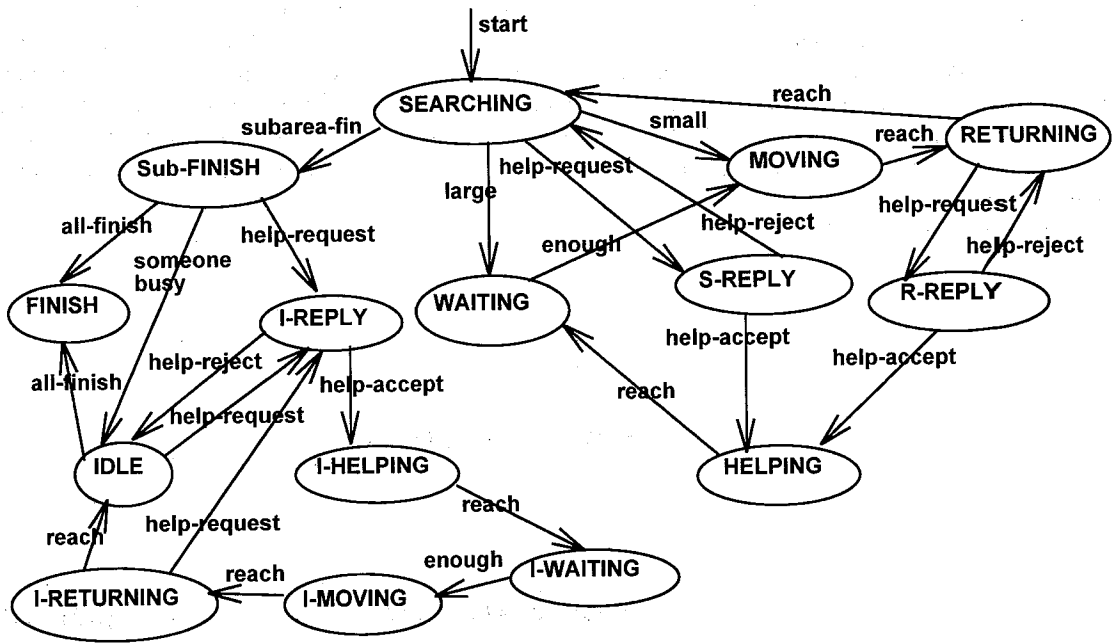 start
SEARCHING
reach
subarea-fin
small
reach
RETURNING
Sub-FINISH
help-request
MOVING
large
all-finish
help-request
enough
help-reject
help-request
help-reject
someone
busy
S-REPLY
R-REPLY
FINISH
I-REPLY
WAITING
help-reject
help-accept
help-accept
all-finish
help-accept
reach
help-request
IDLE
I-HELPING
HELPING
reach
help-request
reach
enough
I-WAITING
reach
I-RETURNING
I-MOVING